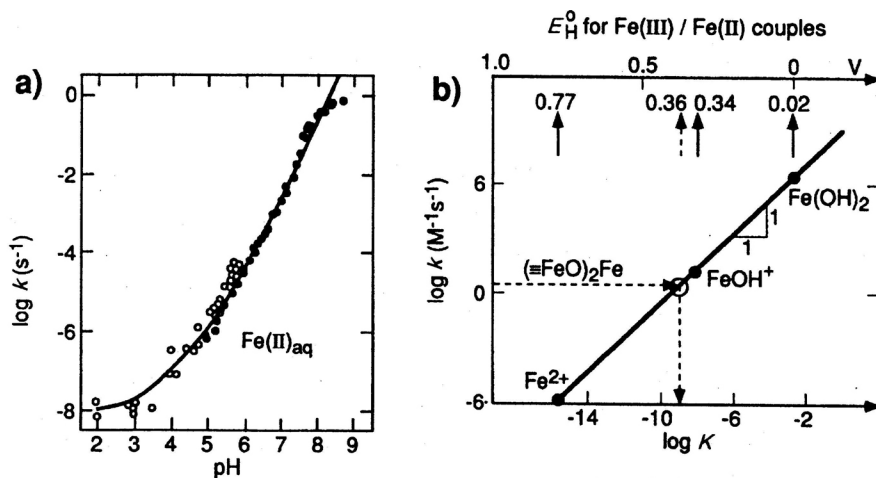 E°H for Fe(III) / Fe(II) couples
a)
b)
1.0 0.5 0 V
0.77 0.36 0.34 0.02
log k (s⁻¹)
0
-2
-4
-6
-8
Fe(II)aq
2 3 4 5 6 7 8 9
pH
log k (M⁻¹s⁻¹)
6
0
-6
Fe(OH)₂
1
1
(≡FeO)₂Fe
FeOH⁺
Fe²⁺
-14 -10 -6 -2
log K